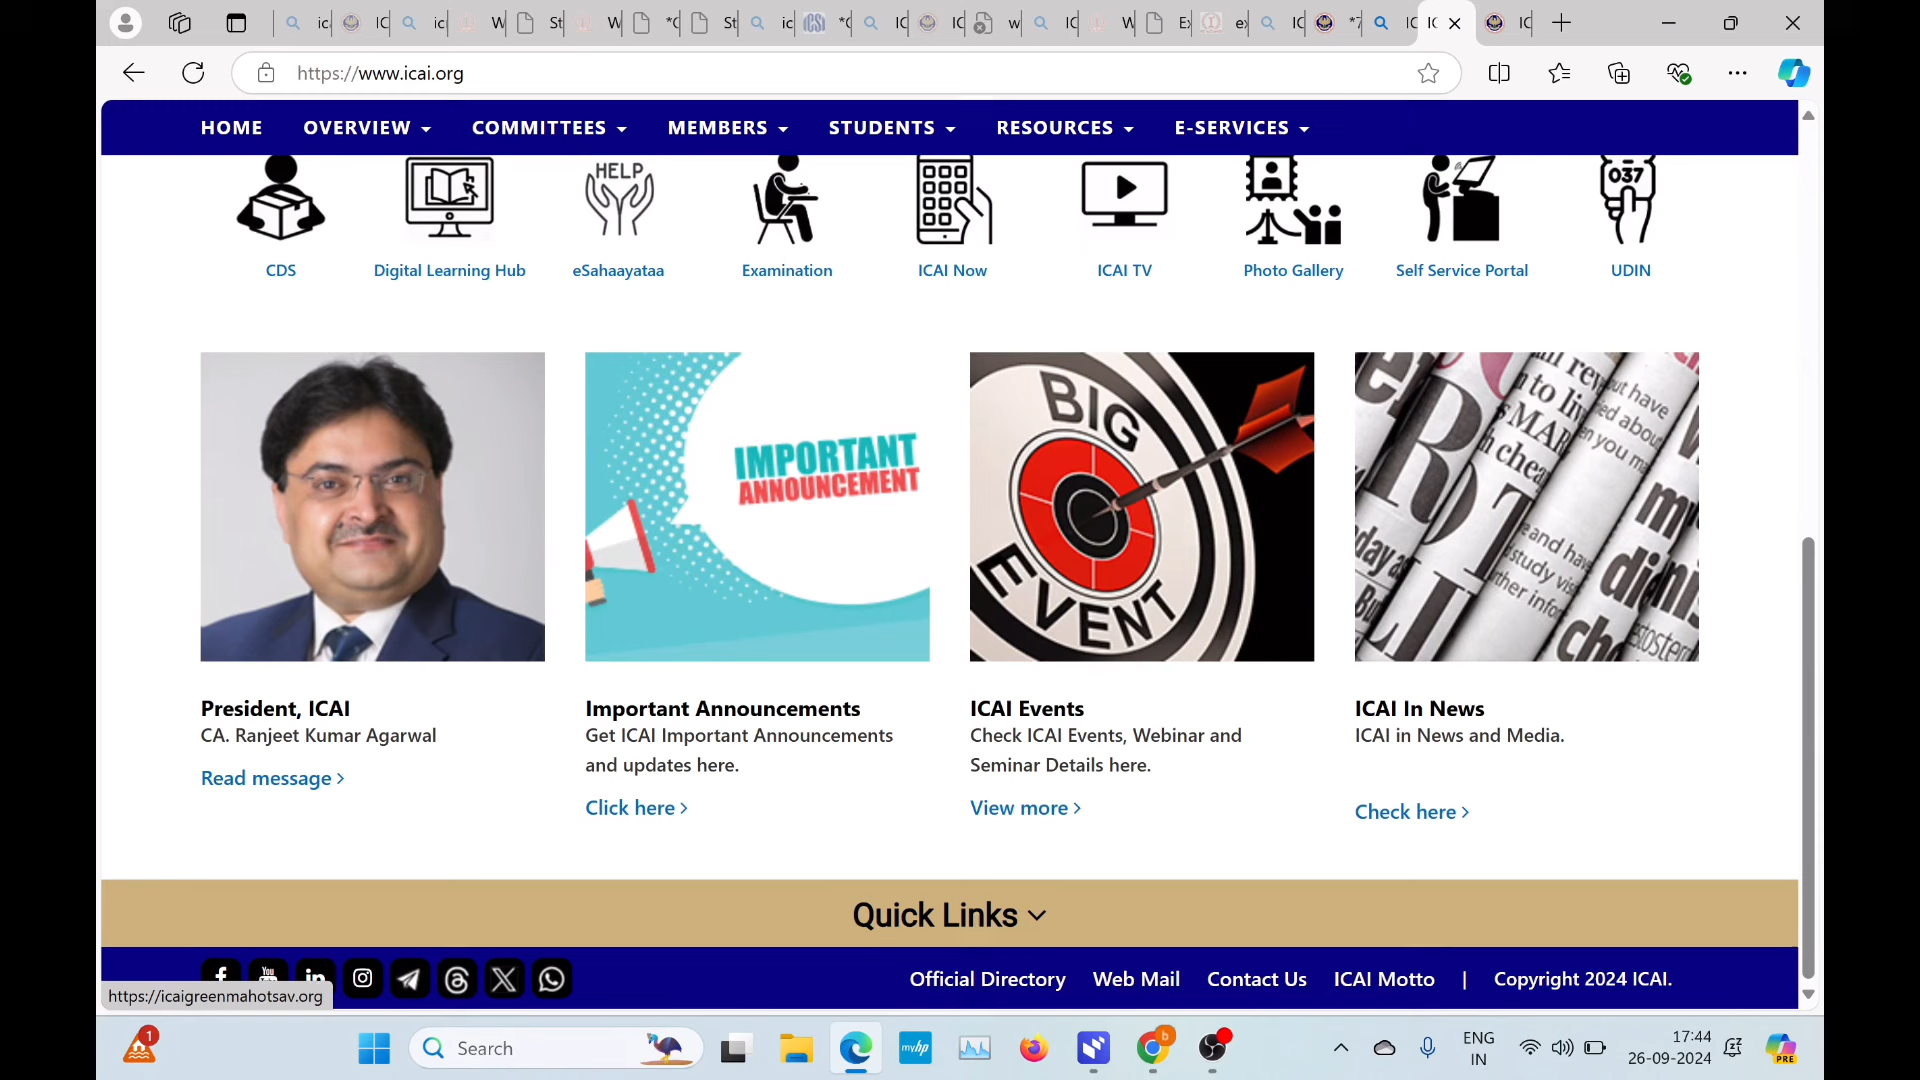 https://www.icai.org
HOME OVERVIEW COMMITTEES MEMBERS STUDENTS RESOURCES E-SERVICES
HELP
037
CDS
Digital Learning Hub
eSahaayataa
Examination
ICAI Now
ICAI TV
Photo Gallery
Self Service Portal
UDIN
IMPORTANT
ANNOUNCEMENT
BIG
EVENT
President, ICAI
CA. Ranjeet Kumar Agarwal
Read message >
Important Announcements
Get ICAI Important Announcements
and updates here.
Click here >
ICAI Events
Check ICAI Events, Webinar and
Seminar Details here.
View more >
ICAI In News
ICAI in News and Media.
Check here >
Quick Links
Official Directory Web Mail Contact Us ICAI Motto | Copyright 2024 ICAI.
https://icaigreenmahotsav.org
1
Search
myhp
b
ENG
IN
17:44
26-09-2024
PRE